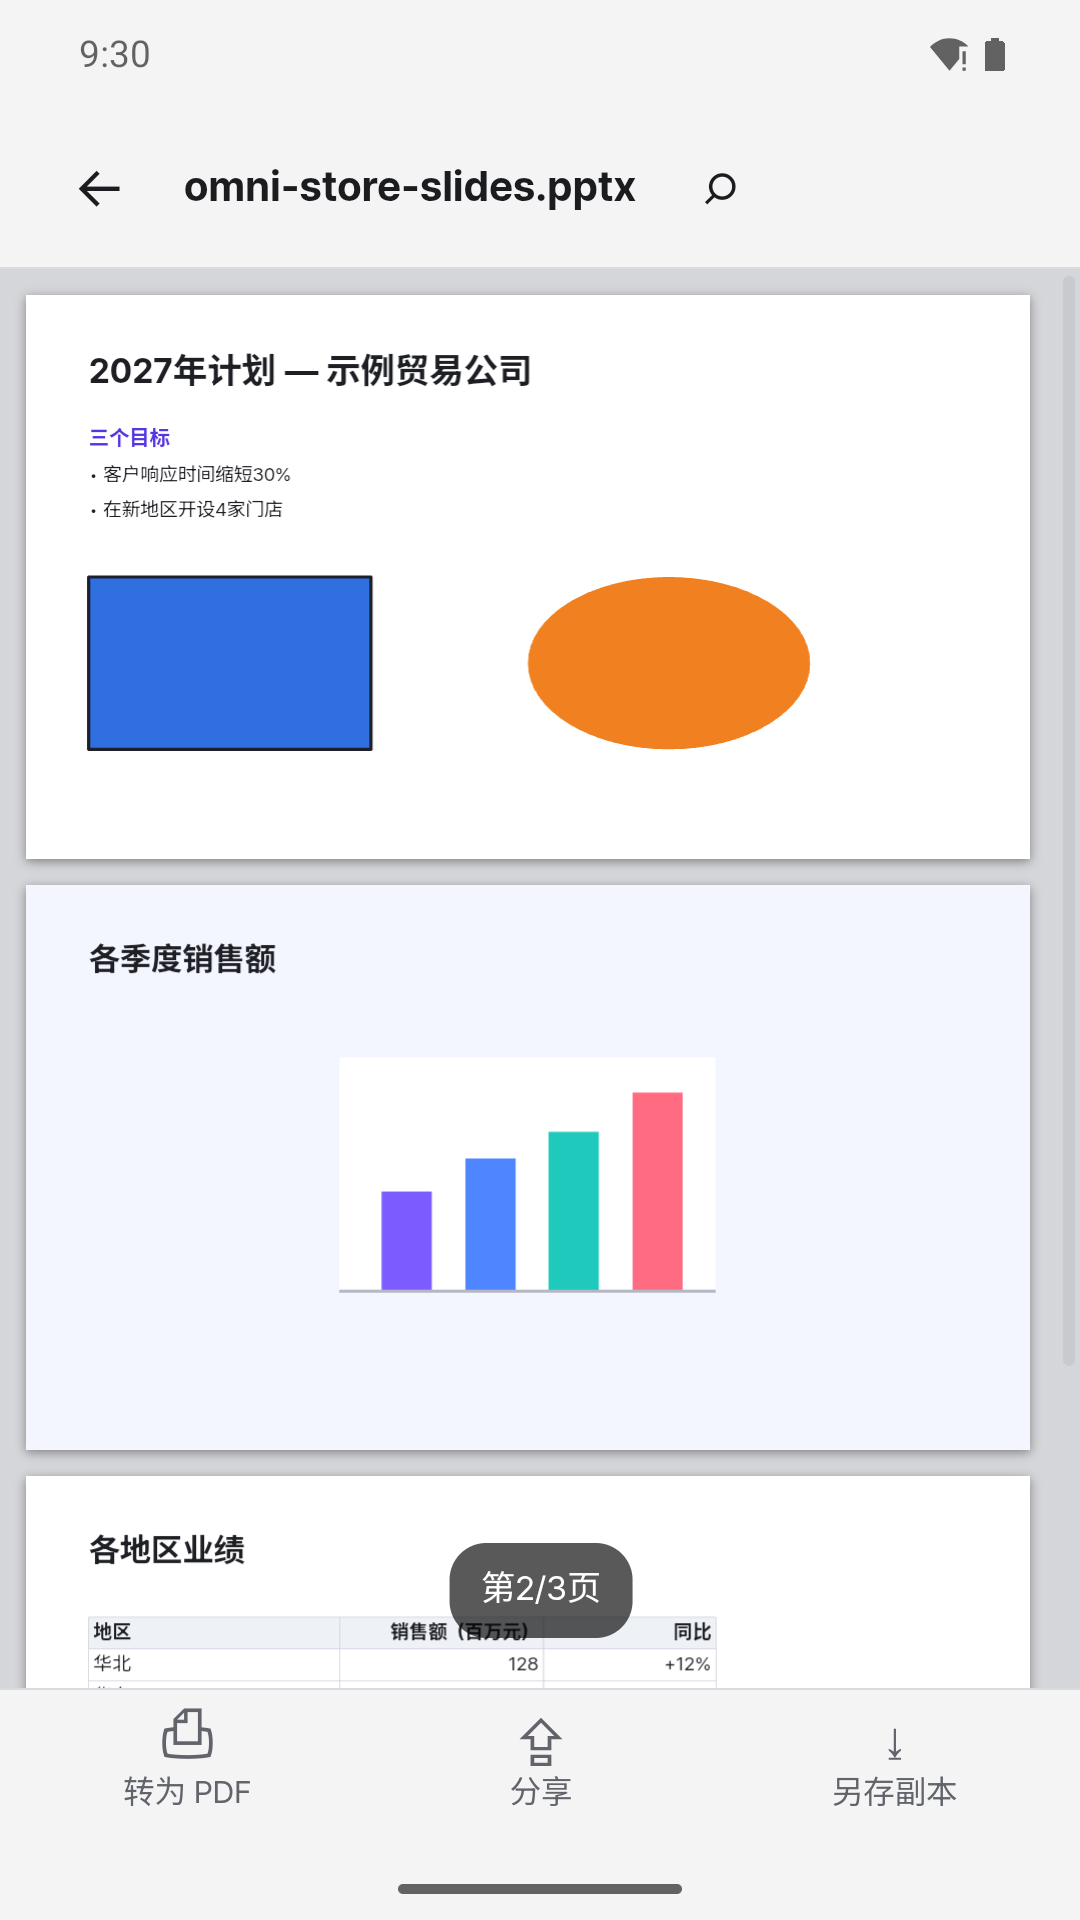 9:30
omni-store-slides.pptx
2027年计划 — 示例贸易公司
三个目标
• 客户响应时间缩短30%
• 在新地区开设4家门店
各季度销售额
各地区业绩
第2/3页
地区 销售额（百万元） 同比
华北 128 +12%
转为 PDF 分享 另存副本